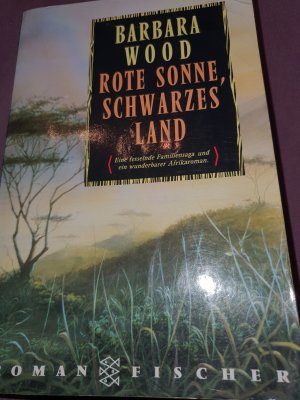 BARBARA
WOOD
ROTE SONNE,
SCHWARZES
LAND
(Eine fesselnde Familiensaga und
ein wunderbarer Afrikaroman.)
ROMAN FISCHER